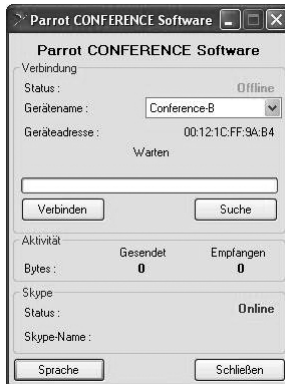 Parrot CONFERENCE Software
Parrot CONFERENCE Software
Verbindung
Status : Offline
Gerätename : Conference-B
Geräteadresse : 00:12:1C:FF:9A:B4
Warten
Verbinden Suche
Aktivität
Gesendet Empfangen
Bytes : 0 0
Skype
Status : Online
Skype-Name :
Sprache Schließen